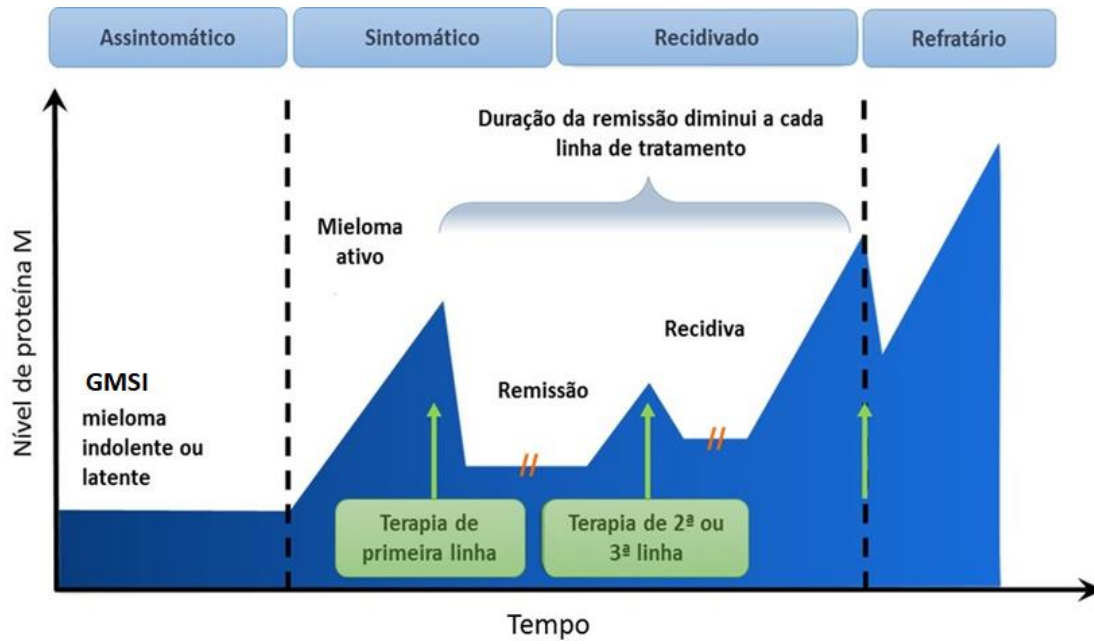 Assintomático
Sintomático
Recidivado
Refratário
Duração da remissão diminui a cada
linha de tratamento
Mieloma
ativo
Recidiva
Remissão
GMSI
mieloma
indolente ou
latente
Terapia de
primeira linha
Terapia de 2ª ou
3ª linha
Nível de proteína M
Tempo